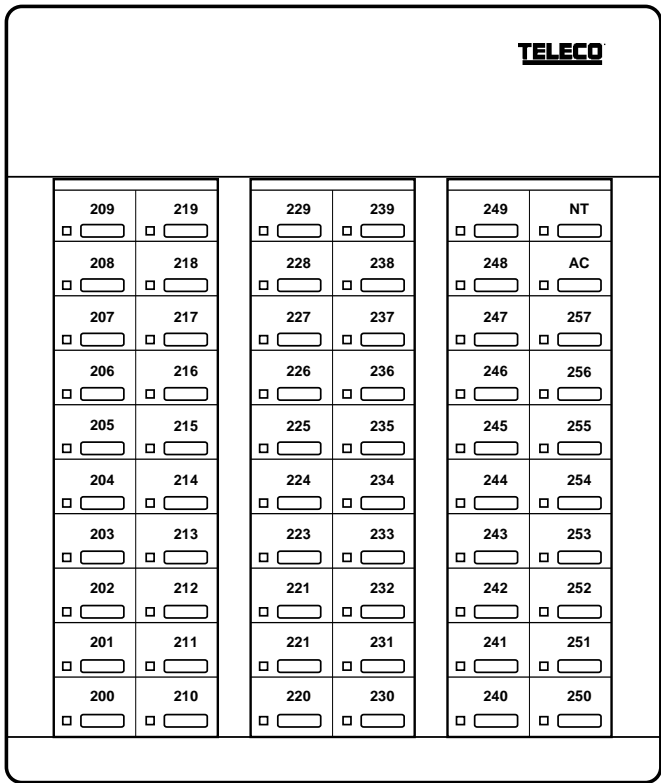 TELECO
209 219 229 239 249 NT
208 218 228 238 248 AC
207 217 227 237 247 257
206 216 226 236 246 256
205 215 225 235 245 255
204 214 224 234 244 254
203 213 223 233 243 253
202 212 221 232 242 252
201 211 221 231 241 251
200 210 220 230 240 250